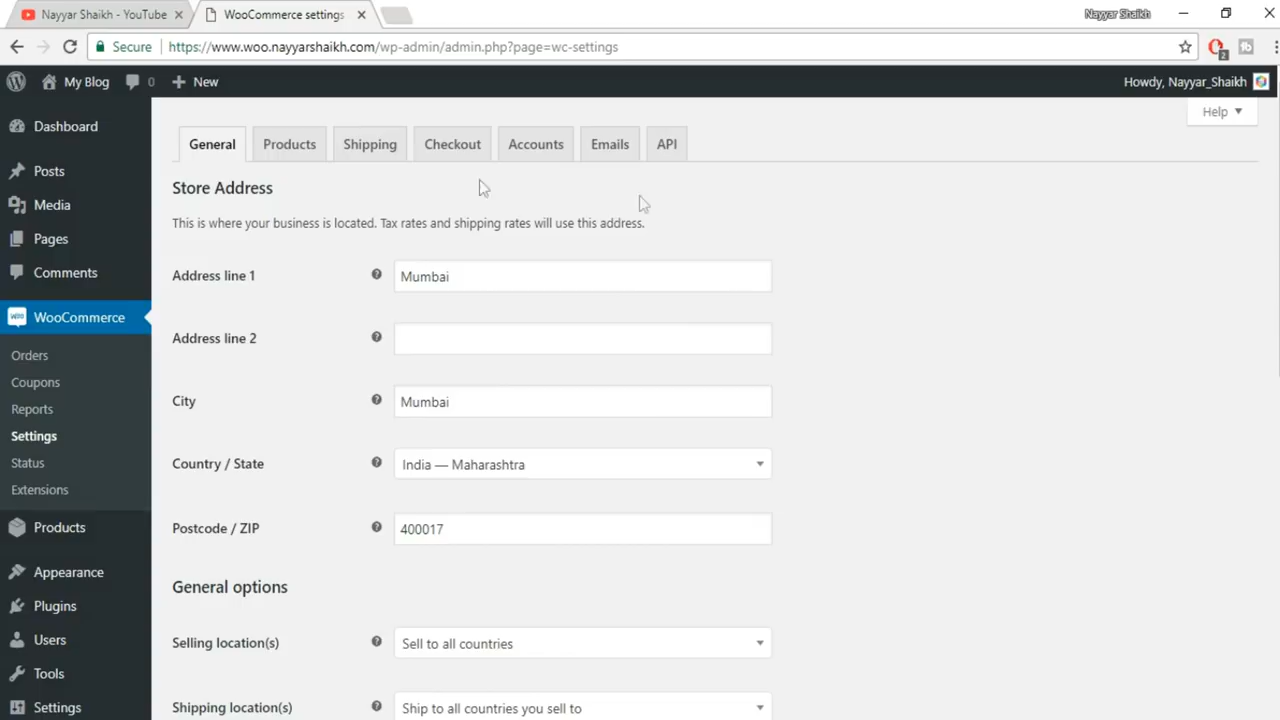 Nayyar Shaikh - YouTube
WooCommerce settings
Nayyar Shaikh
Secure
https://www.woo.nayyarshaikh.com/wp-admin/admin.php?page=wc-settings
2
My Blog
0
New
Howdy, Nayyar_Shaikh
Help
Dashboard
Posts
Media
Pages
Comments
WooCommerce
Orders
Coupons
Reports
Settings
Status
Extensions
Products
Appearance
Plugins
Users
Tools
Settings
General
Products
Shipping
Checkout
Accounts
Emails
API
Store Address
This is where your business is located. Tax rates and shipping rates will use this address.
Address line 1
Mumbai
Address line 2
City
Mumbai
Country / State
India — Maharashtra
Postcode / ZIP
400017
General options
Selling location(s)
Sell to all countries
Shipping location(s)
Ship to all countries you sell to